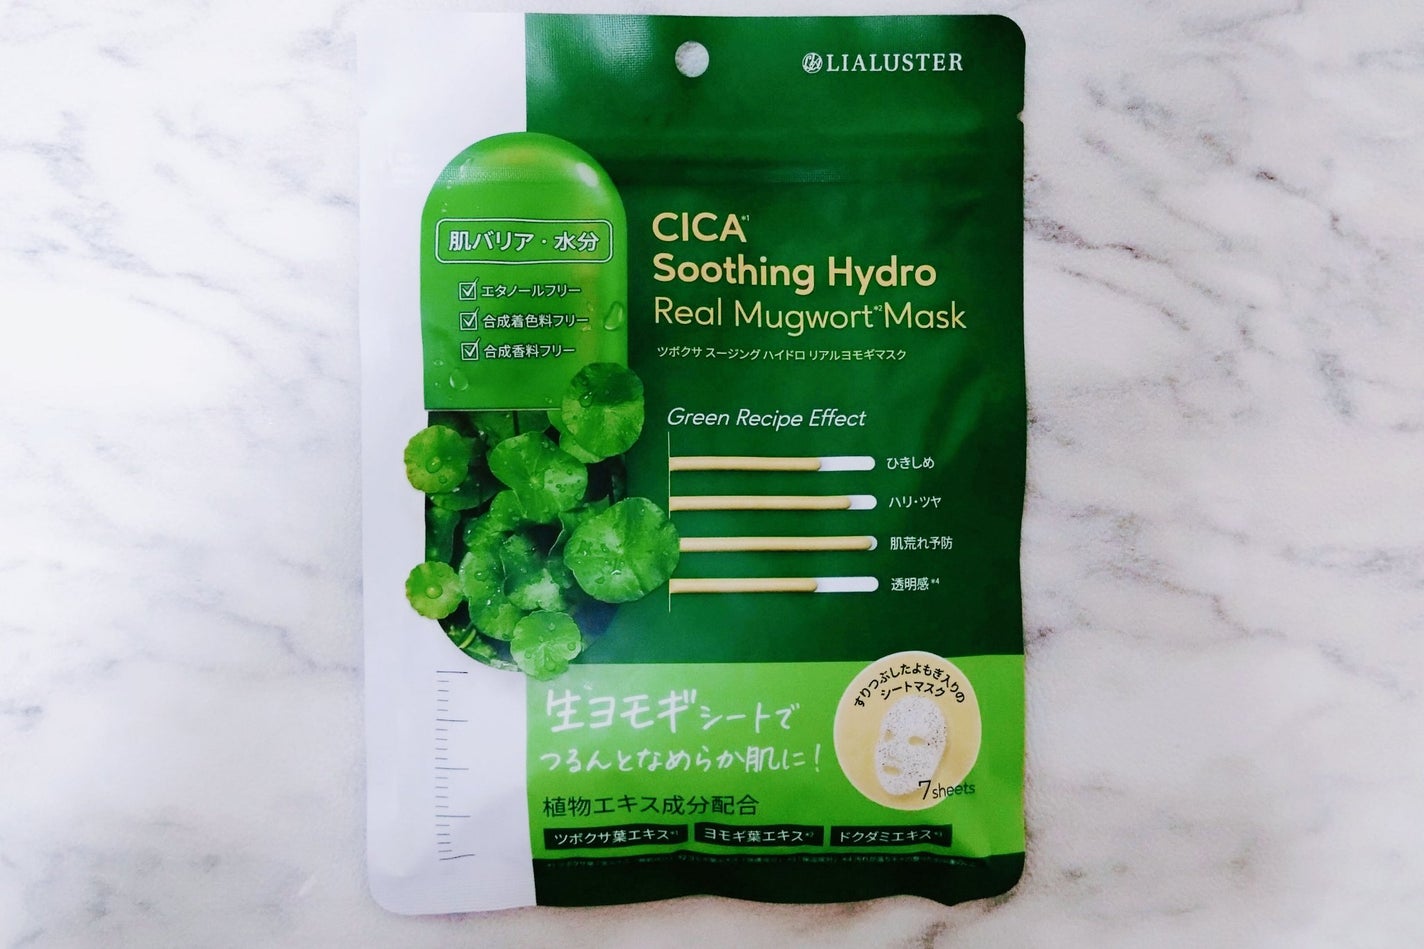 LIALUSTER
肌バリア・水分
エタノールフリー
合成着色料フリー
合成香料フリー
CICA*1
Soothing Hydro
Real Mugwort*2 Mask
ツボクサ スージング ハイドロ リアルヨモギマスク
Green Recipe Effect
ひきしめ
ハリ・ツヤ
肌荒れ予防
透明感*4
生ヨモギシートで
つるんとなめらか肌に!
すりつぶしたよもぎ入りの
シートマスク
7sheets
植物エキス成分配合
ツボクサ葉エキス*1 ヨモギ葉エキス*2 ドクダミエキス*3